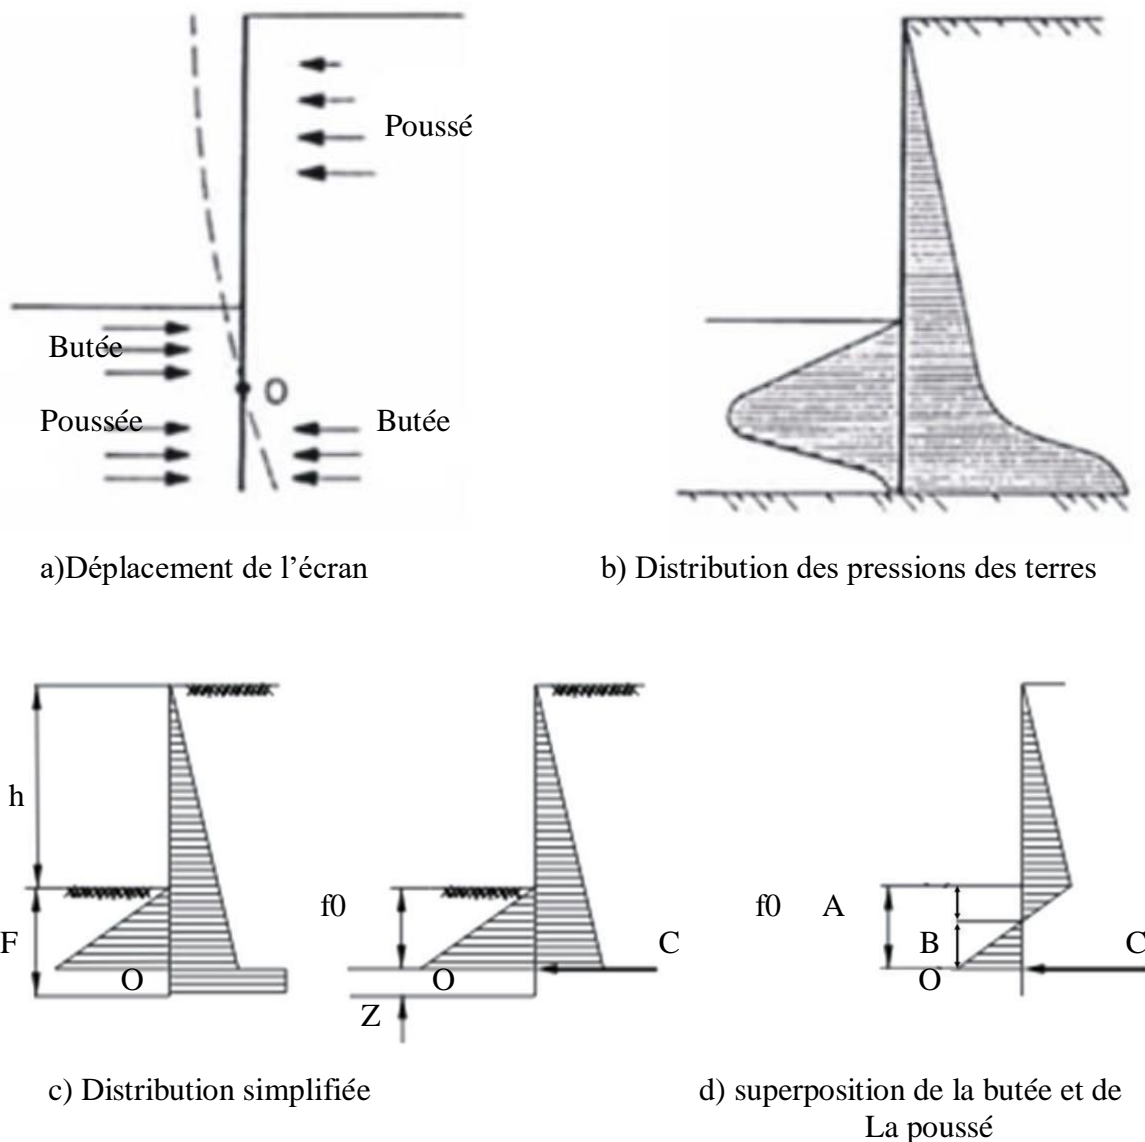 Poussé
Butée
O
Poussée
Butée
a)Déplacement de l’écran
b) Distribution des pressions des terres
h
F
O
f0
C
O
Z
f0
A
B
C
O
c) Distribution simplifiée
d) superposition de la butée et de
La poussé